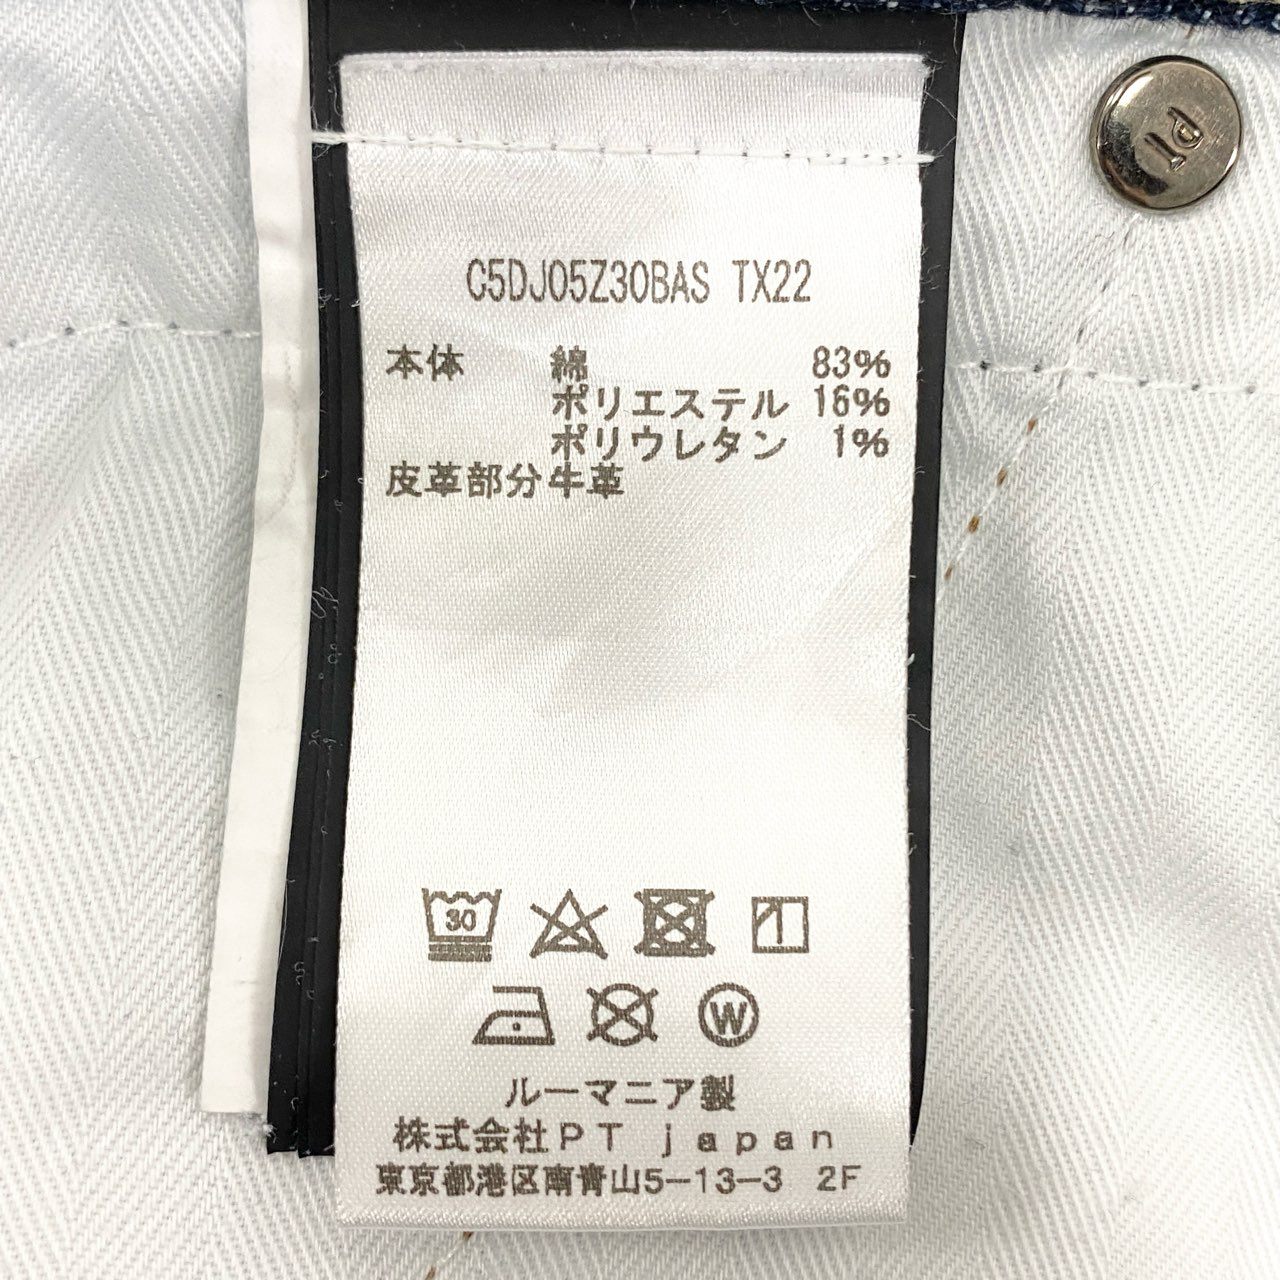 PT
C5DJ05Z30BAS TX22
本体 綿 83%
ポリエステル 16%
ポリウレタン 1%
皮革部分 牛革
30
W
ルーマニア製
株式会社PT japan
東京都港区南青山5-13-3 2F